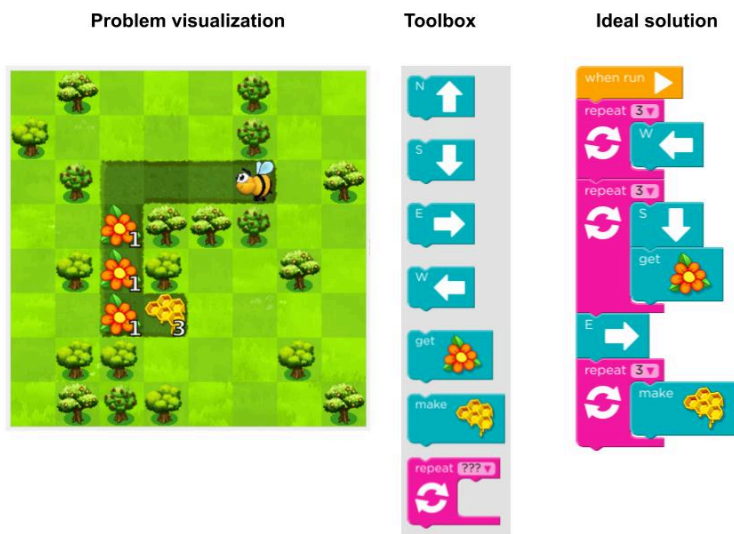 Problem visualization
Toolbox
Ideal solution
1
1
1
3
N
S
E
W
get
make
repeat ???
when run
repeat 3
W
repeat 3
S
get
E
repeat 3
make